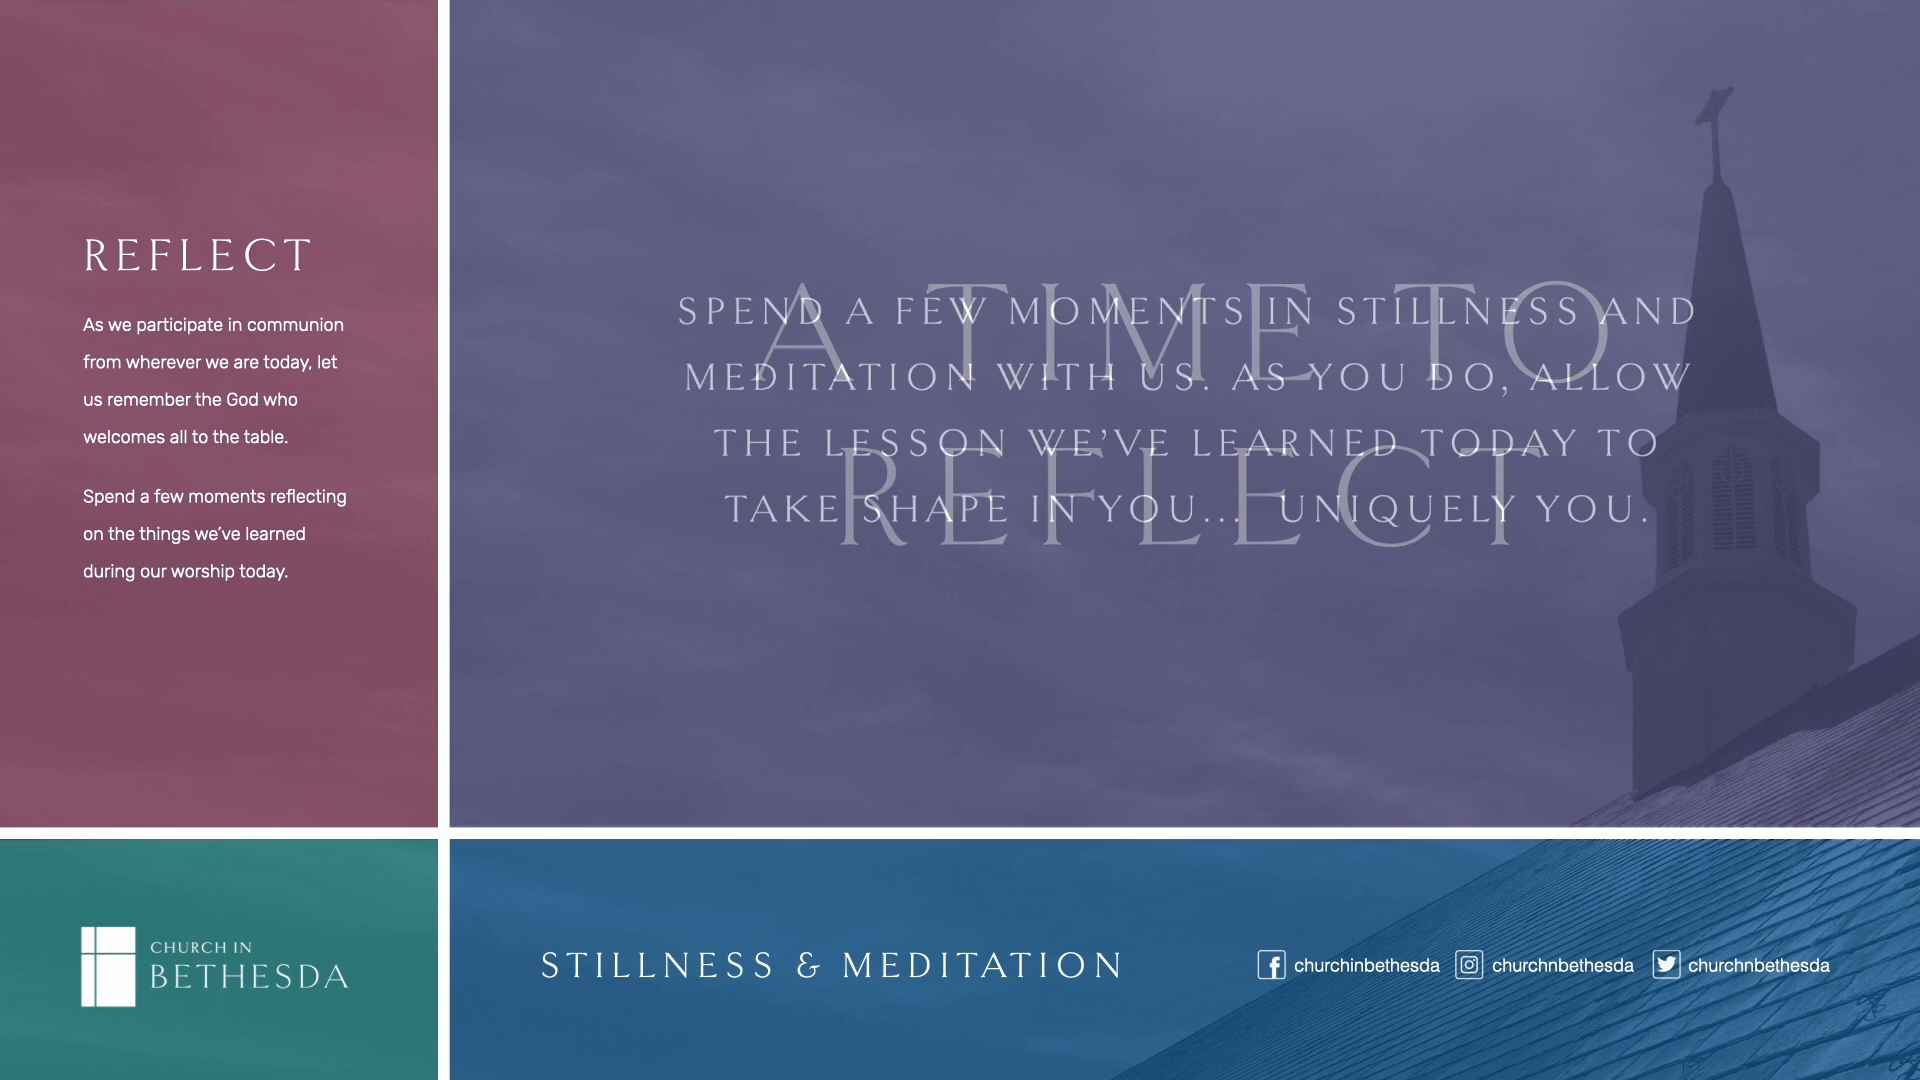 REFLECT
As we participate in communion
from wherever we are today, let
us remember the God who
welcomes all to the table.
Spend a few moments reflecting
on the things we’ve learned
during our worship today.
A TIME TO
REFLECT
SPEND A FEW MOMENTS IN STILLNESS AND
MEDITATION WITH US. AS YOU DO, ALLOW
THE LESSON WE’VE LEARNED TODAY TO
TAKE SHAPE IN YOU... UNIQUELY YOU.
CHURCH IN
BETHESDA
STILLNESS & MEDITATION
churchinbethesda churchnbethesda churchnbethesda